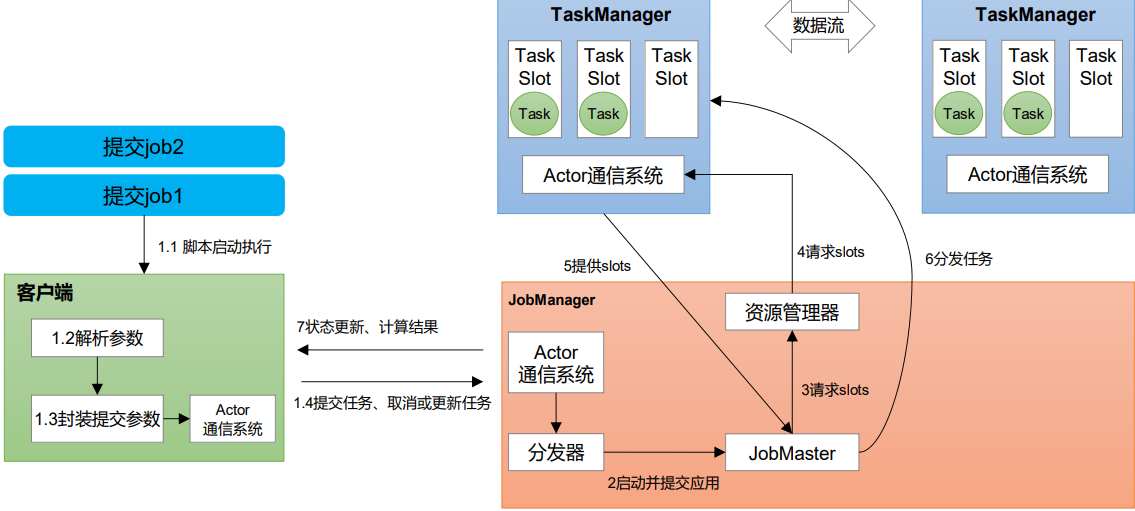 TaskManager
数据流
TaskManager
Task
Slot
Task
Task
Slot
Task
Task
Slot
Task
Slot
Task
Task
Slot
Task
Task
Slot
Actor通信系统
Actor通信系统
提交job2
提交job1
1.1 脚本启动执行
客户端
1.2解析参数
1.3封装提交参数
Actor
通信系统
7状态更新、计算结果
1.4提交任务、取消或更新任务
5提供slots
4请求slots
6分发任务
JobManager
资源管理器
Actor
通信系统
3请求slots
分发器
JobMaster
2启动并提交应用